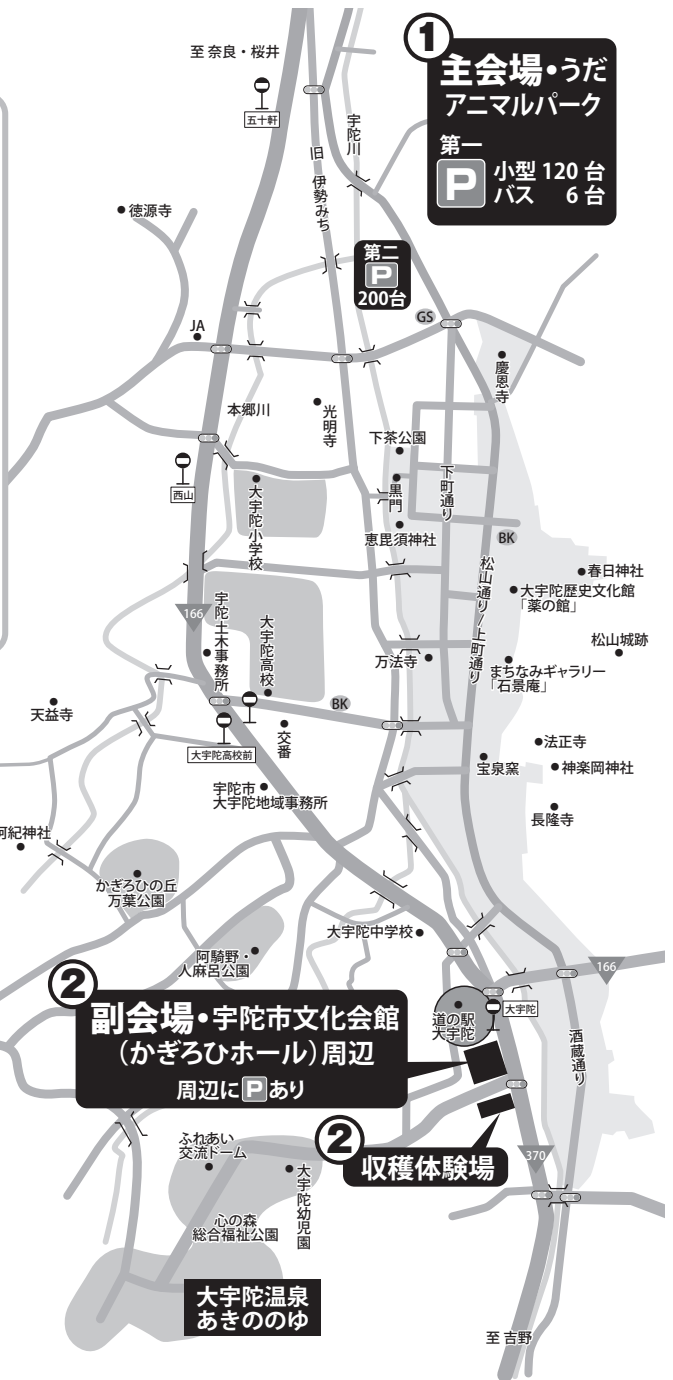 ①
主会場・うだ
アニマルパーク
第一
P 小型 120 台
バス 6 台
至 奈良・桜井
五十軒
宇陀川
旧 伊勢みち
徳源寺
第二
P
200台
GS
JA
慶恩寺
本郷川
光明寺
下茶公園
西山
大宇陀小学校
黒門
下町通り
恵毘須神社
BK
松山通り/上町通り
春日神社
大宇陀歴史文化館
「薬の館」
166
宇陀土木事務所
大宇陀高校
万法寺
松山城跡
まちなみギャラリー
「石景庵」
天益寺
BK
大宇陀高校前
交番
法正寺
宝泉窯
神楽岡神社
宇陀市
大宇陀地域事務所
長隆寺
阿紀神社
かぎろひの丘
万葉公園
大宇陀中学校
阿騎野・
人麻呂公園
166
②
副会場・宇陀市文化会館
(かぎろひホール)周辺
周辺に P あり
道の駅
大宇陀
大宇陀
酒蔵通り
②
収穫体験場
370
ふれあい
交流ドーム
大宇陀幼児園
心の森
総合福祉公園
大宇陀温泉
あきののゆ
至 吉野